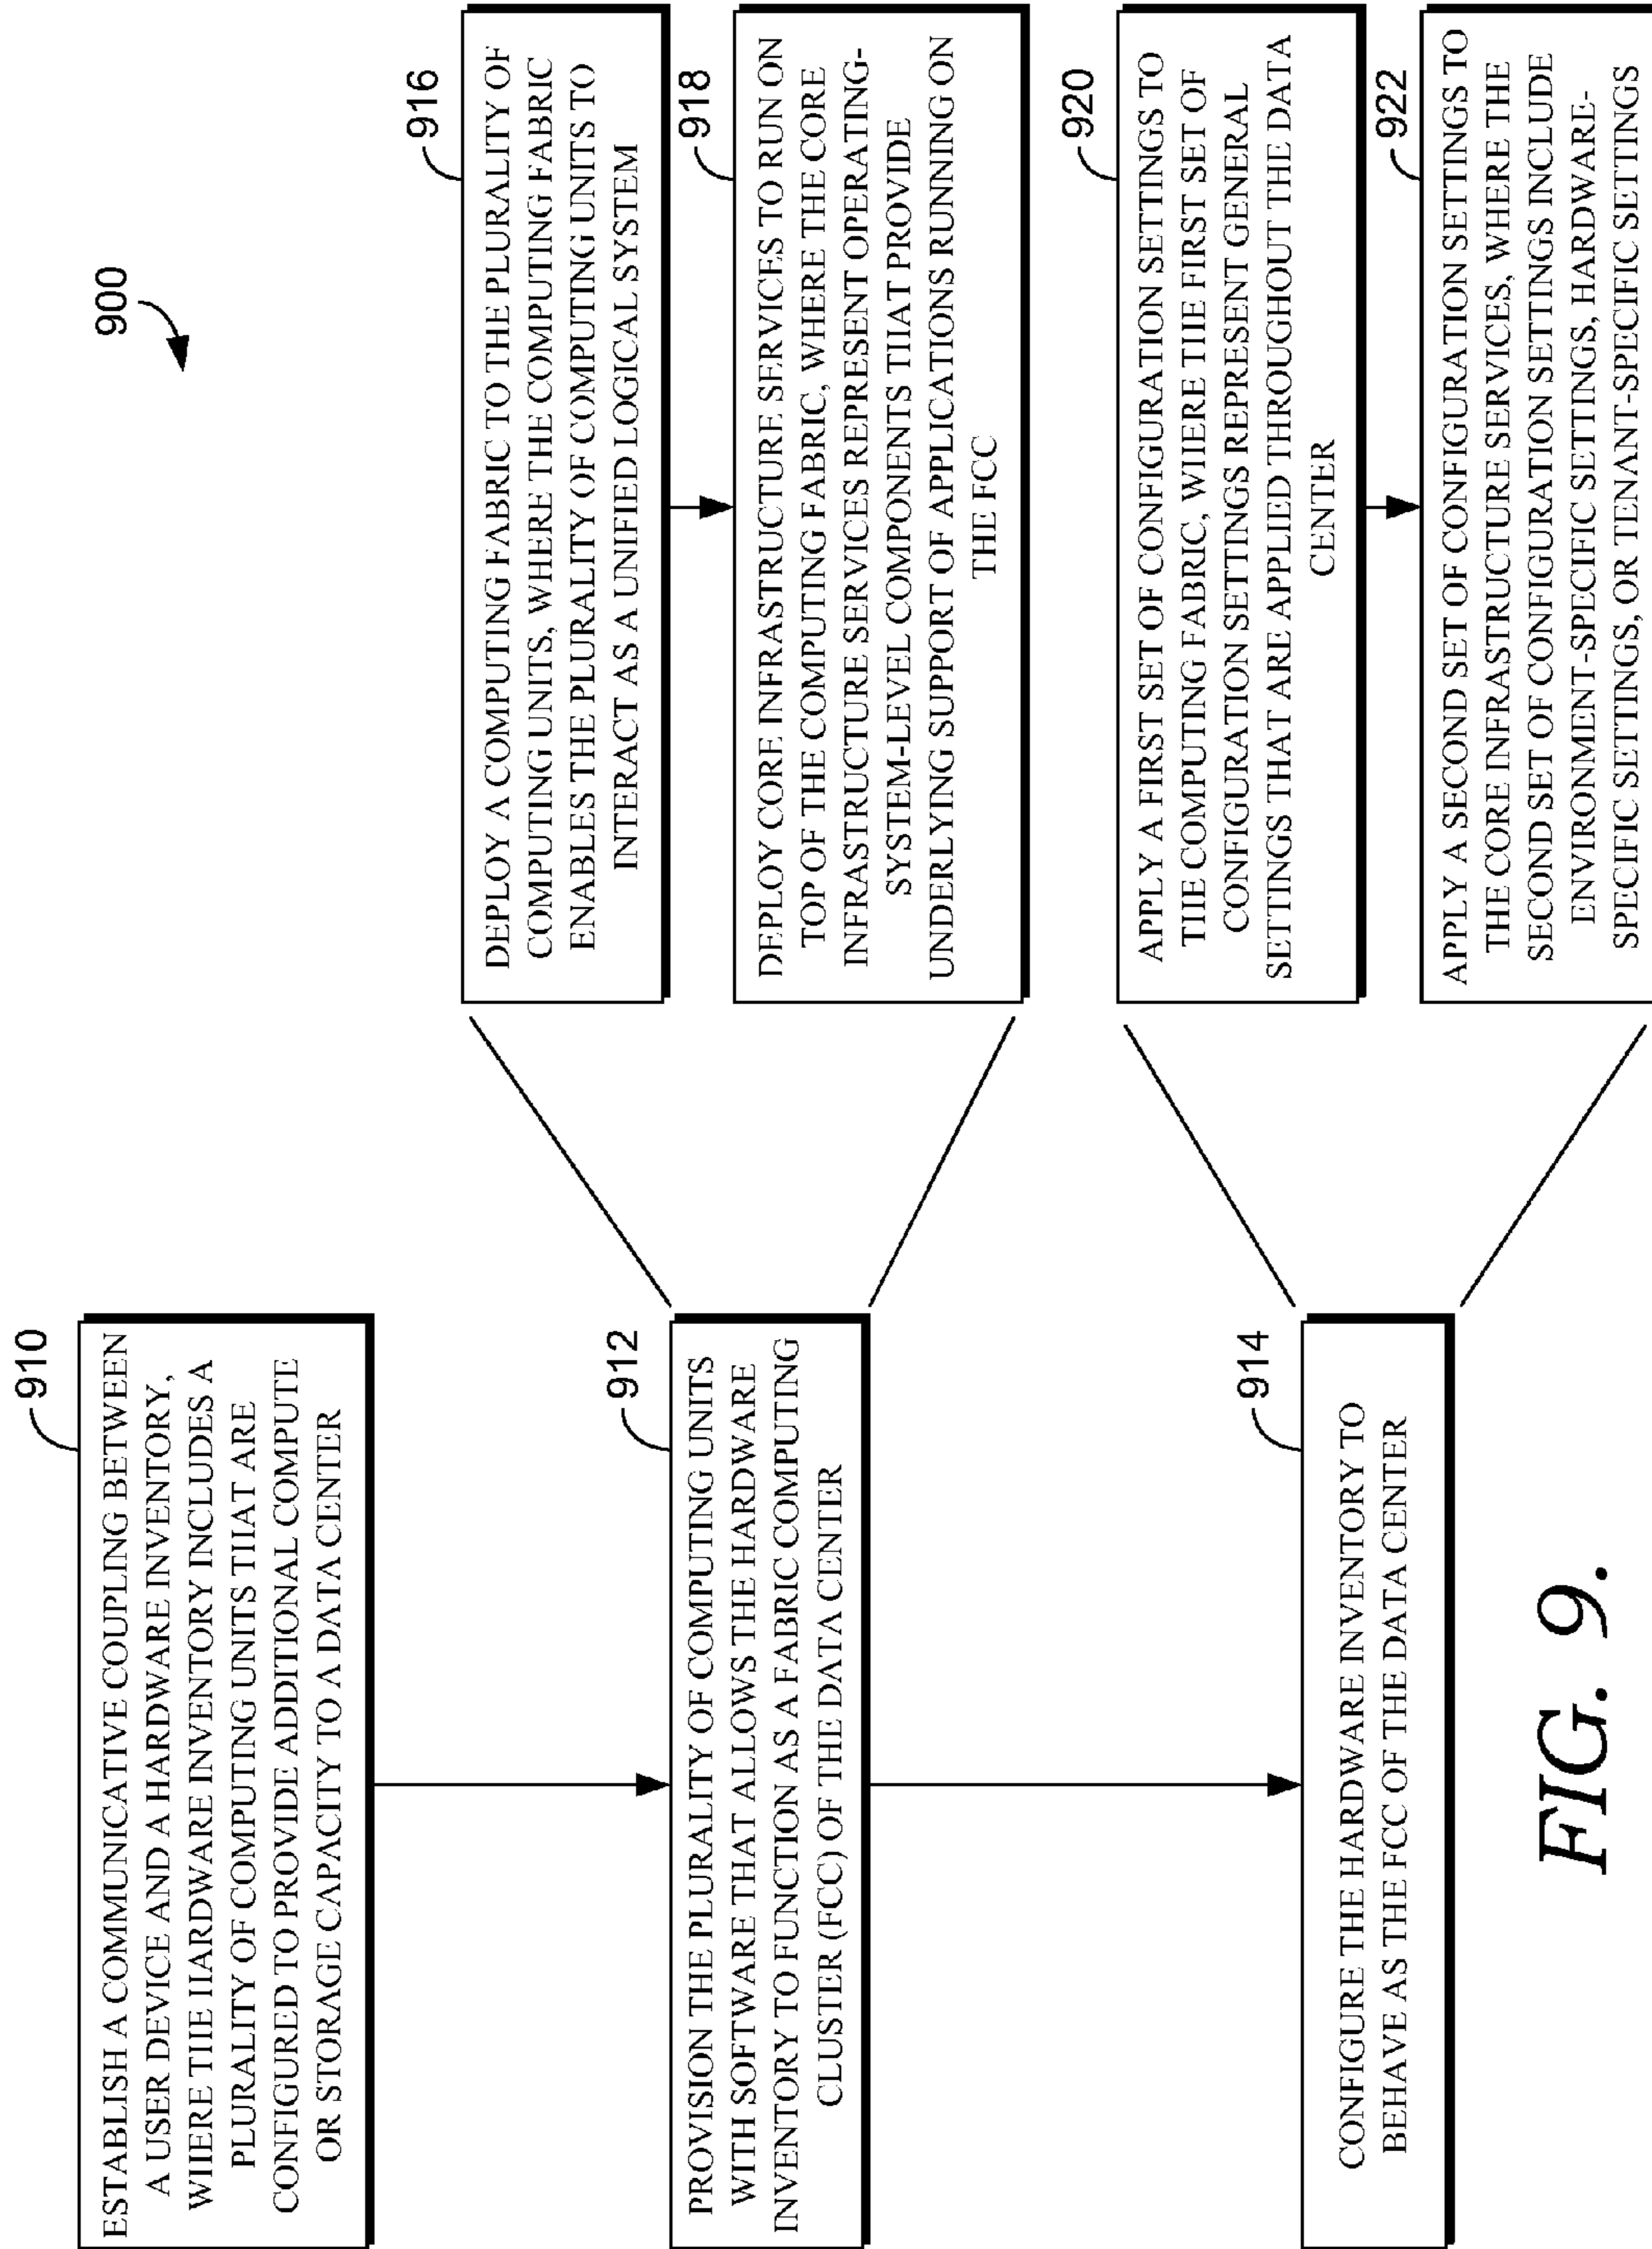 900
910
ESTABLISH A COMMUNICATIVE COUPLING BETWEEN
A USER DEVICE AND A HARDWARE INVENTORY,
WHERE THE HARDWARE INVENTORY INCLUDES A
PLURALITY OF COMPUTING UNITS THAT ARE
CONFIGURED TO PROVIDE ADDITIONAL COMPUTE
OR STORAGE CAPACITY TO A DATA CENTER
912
PROVISION THE PLURALITY OF COMPUTING UNITS
WITH SOFTWARE THAT ALLOWS THE HARDWARE
INVENTORY TO FUNCTION AS A FABRIC COMPUTING
CLUSTER (FCC) OF THE DATA CENTER
914
CONFIGURE THE HARDWARE INVENTORY TO
BEHAVE AS THE FCC OF THE DATA CENTER
916
DEPLOY A COMPUTING FABRIC TO THE PLURALITY OF
COMPUTING UNITS, WHERE THE COMPUTING FABRIC
ENABLES THE PLURALITY OF COMPUTING UNITS TO
INTERACT AS A UNIFIED LOGICAL SYSTEM
918
DEPLOY CORE INFRASTRUCTURE SERVICES TO RUN ON
TOP OF THE COMPUTING FABRIC, WHERE THE CORE
INFRASTRUCTURE SERVICES REPRESENT OPERATING-
SYSTEM-LEVEL COMPONENTS THAT PROVIDE
UNDERLYING SUPPORT OF APPLICATIONS RUNNING ON
THE FCC
920
APPLY A FIRST SET OF CONFIGURATION SETTINGS TO
THE COMPUTING FABRIC, WHERE THE FIRST SET OF
CONFIGURATION SETTINGS REPRESENT GENERAL
SETTINGS THAT ARE APPLIED THROUGHOUT THE DATA
CENTER
922
APPLY A SECOND SET OF CONFIGURATION SETTINGS TO
THE CORE INFRASTRUCTURE SERVICES, WHERE THE
SECOND SET OF CONFIGURATION SETTINGS INCLUDE
ENVIRONMENT-SPECIFIC SETTINGS, HARDWARE-
SPECIFIC SETTINGS, OR TENANT-SPECIFIC SETTINGS
FIG. 9.